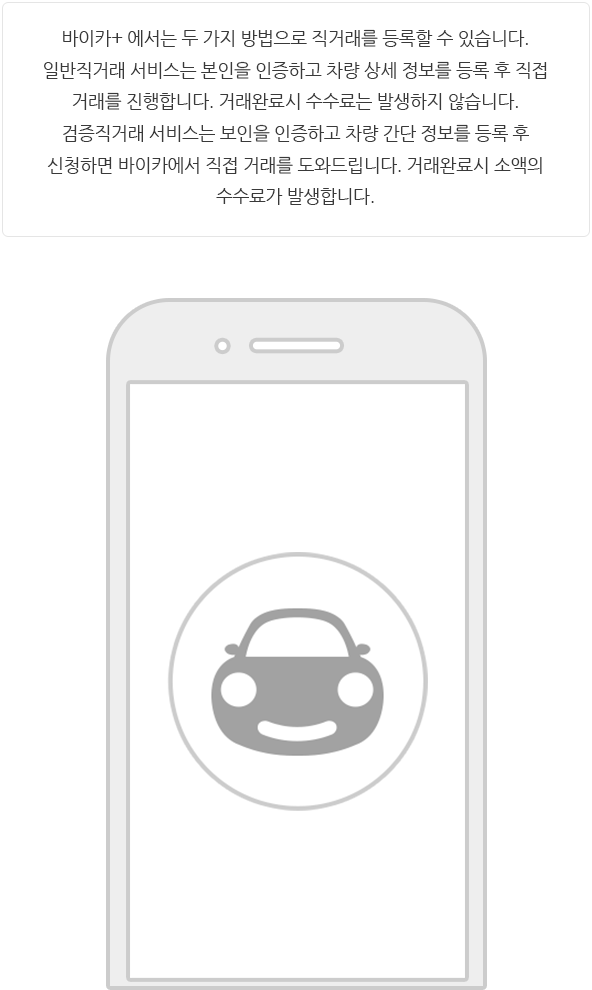 바이카+ 에서는 두 가지 방법으로 직거래를 등록할 수 있습니다.
일반직거래 서비스는 본인을 인증하고 차량 상세 정보를 등록 후 직접
거래를 진행합니다. 거래완료시 수수료는 발생하지 않습니다.
검증직거래 서비스는 보인을 인증하고 차량 간단 정보를 등록 후
신청하면 바이카에서 직접 거래를 도와드립니다. 거래완료시 소액의
수수료가 발생합니다.